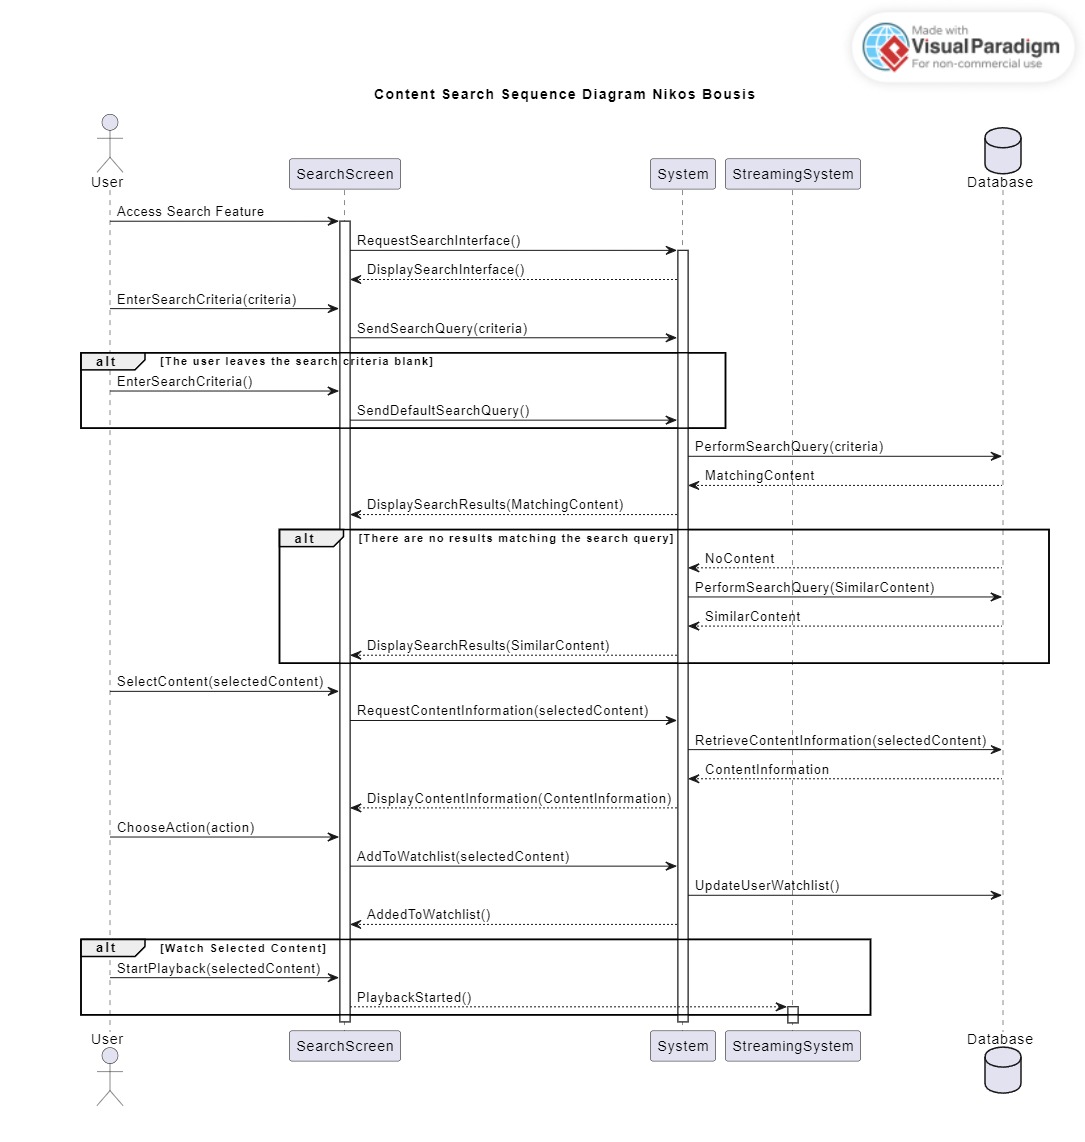 Made with
Visual Paradigm
For non-commercial use
Content Search Sequence Diagram Nikos Bousis
User
SearchScreen
System
StreamingSystem
Database
Access Search Feature
RequestSearchInterface()
DisplaySearchInterface()
EnterSearchCriteria(criteria)
SendSearchQuery(criteria)
alt [The user leaves the search criteria blank]
EnterSearchCriteria()
SendDefaultSearchQuery()
PerformSearchQuery(criteria)
MatchingContent
DisplaySearchResults(MatchingContent)
alt [There are no results matching the search query]
NoContent
PerformSearchQuery(SimilarContent)
SimilarContent
DisplaySearchResults(SimilarContent)
SelectContent(selectedContent)
RequestContentInformation(selectedContent)
RetrieveContentInformation(selectedContent)
ContentInformation
DisplayContentInformation(ContentInformation)
ChooseAction(action)
AddToWatchlist(selectedContent)
UpdateUserWatchlist()
AddedToWatchlist()
alt [Watch Selected Content]
StartPlayback(selectedContent)
PlaybackStarted()
User
SearchScreen
System
StreamingSystem
Database